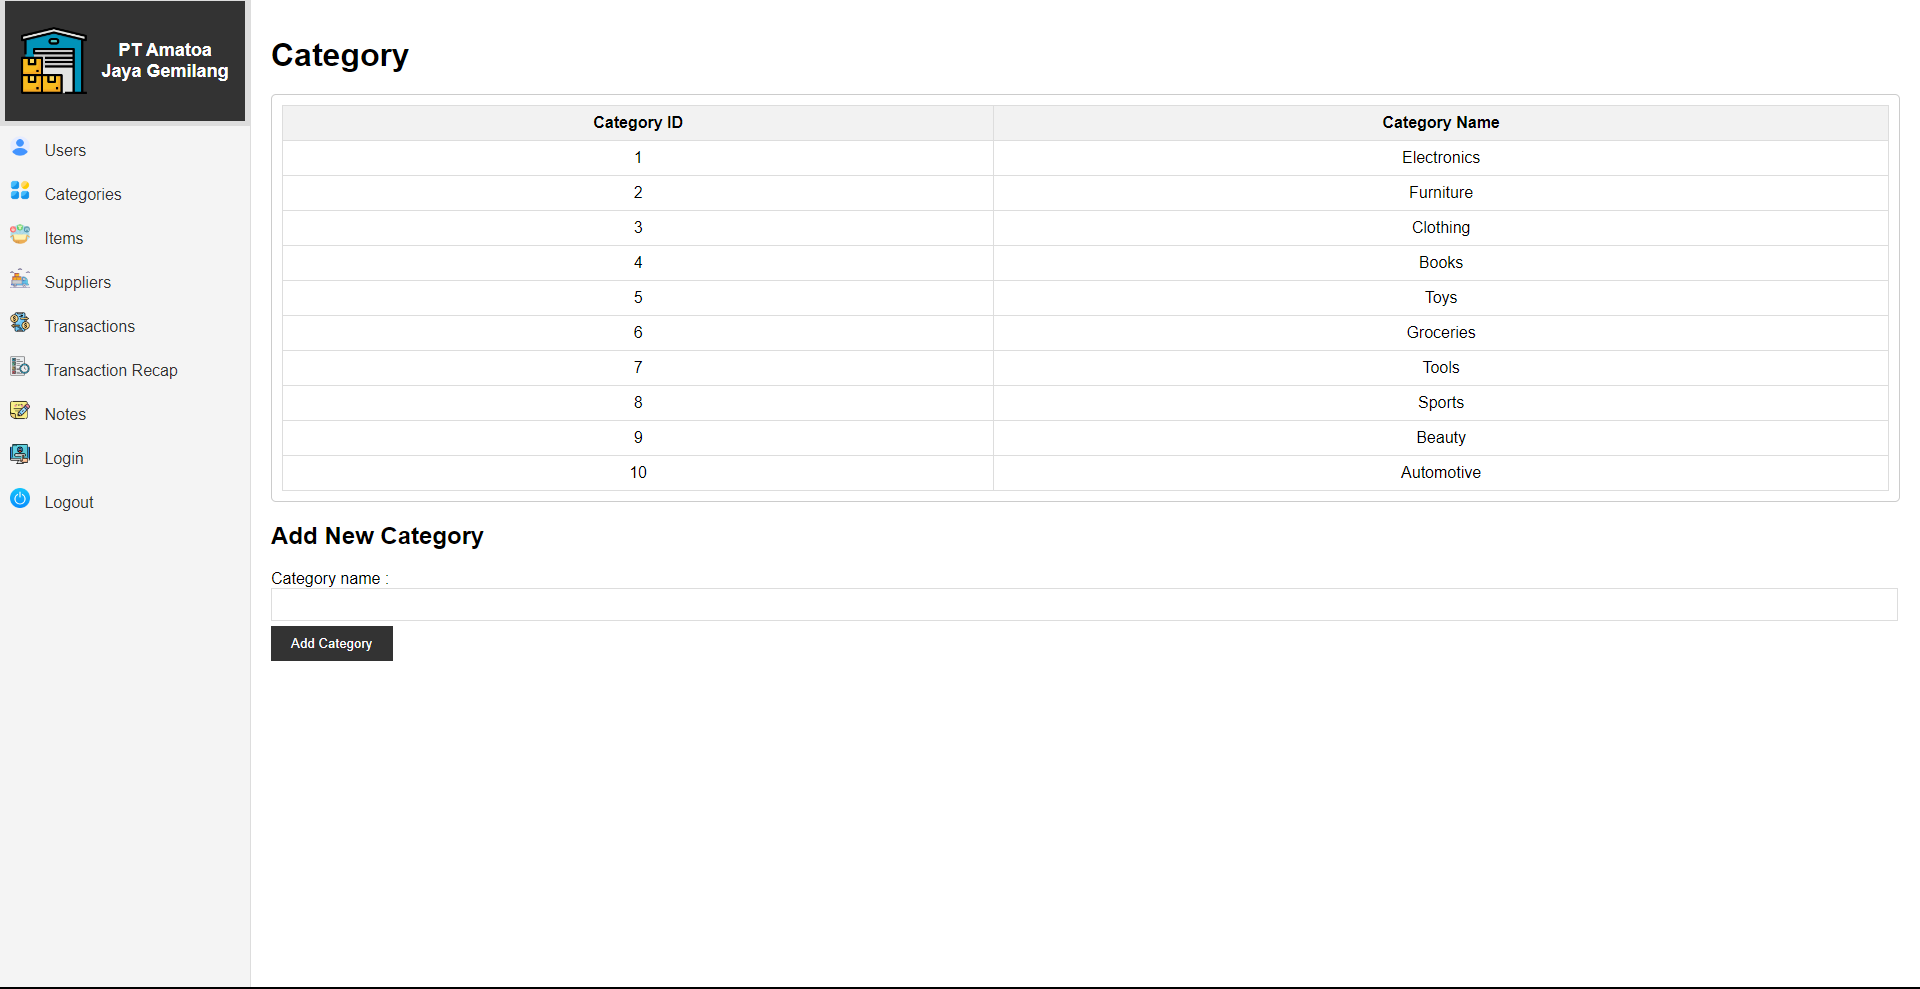 PT Amatoa
Jaya Gemilang
Users
Categories
Items
Suppliers
Transactions
Transaction Recap
Notes
Login
Logout
Category
Category ID Category Name
1 Electronics
2 Furniture
3 Clothing
4 Books
5 Toys
6 Groceries
7 Tools
8 Sports
9 Beauty
10 Automotive
Add New Category
Category name :
Add Category